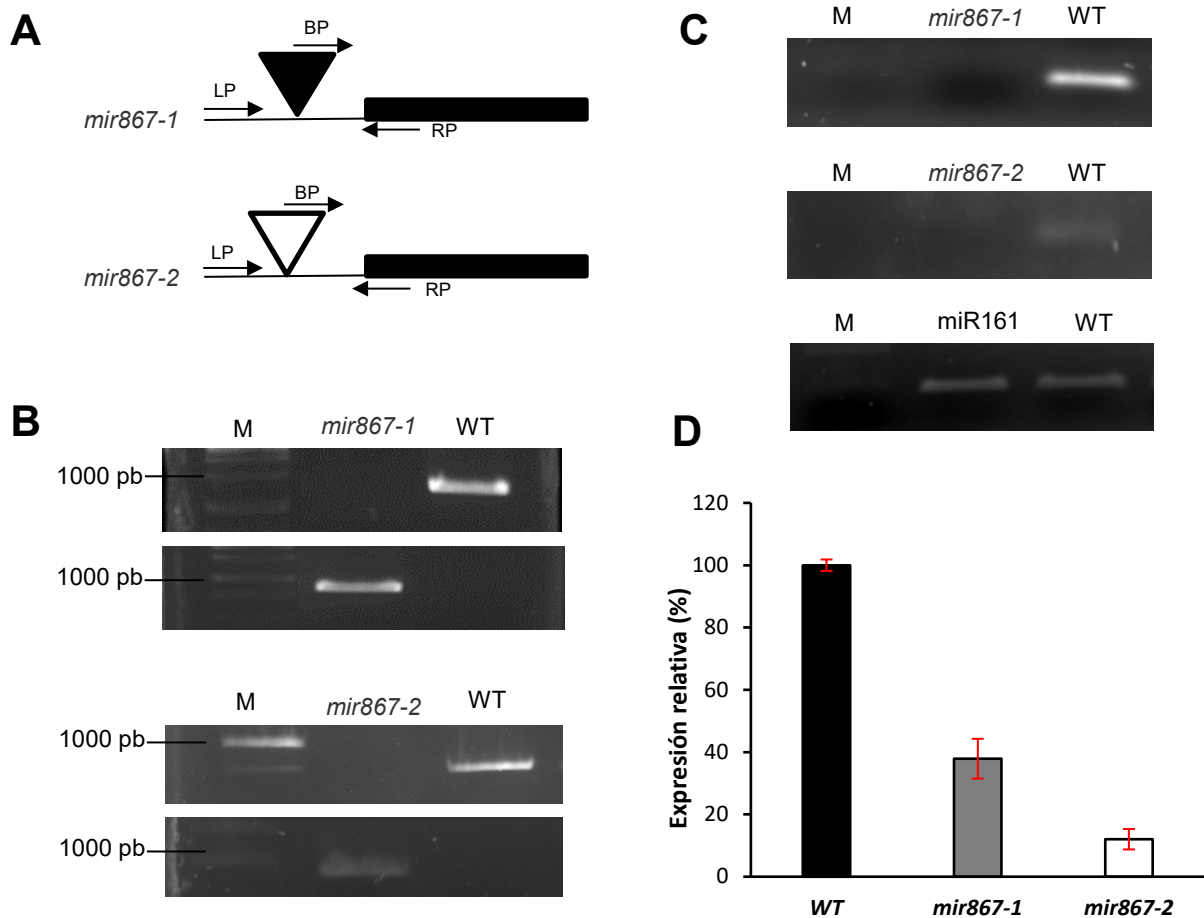 A
BP
LP
mir867-1
RP
BP
LP
mir867-2
RP
B
M mir867-1 WT
1000 pb
1000 pb
M mir867-2 WT
1000 pb
1000 pb
C
M mir867-1 WT
M mir867-2 WT
M miR161 WT
D
Expresión relativa (%)
120
100
80
60
40
20
0
WT mir867-1 mir867-2